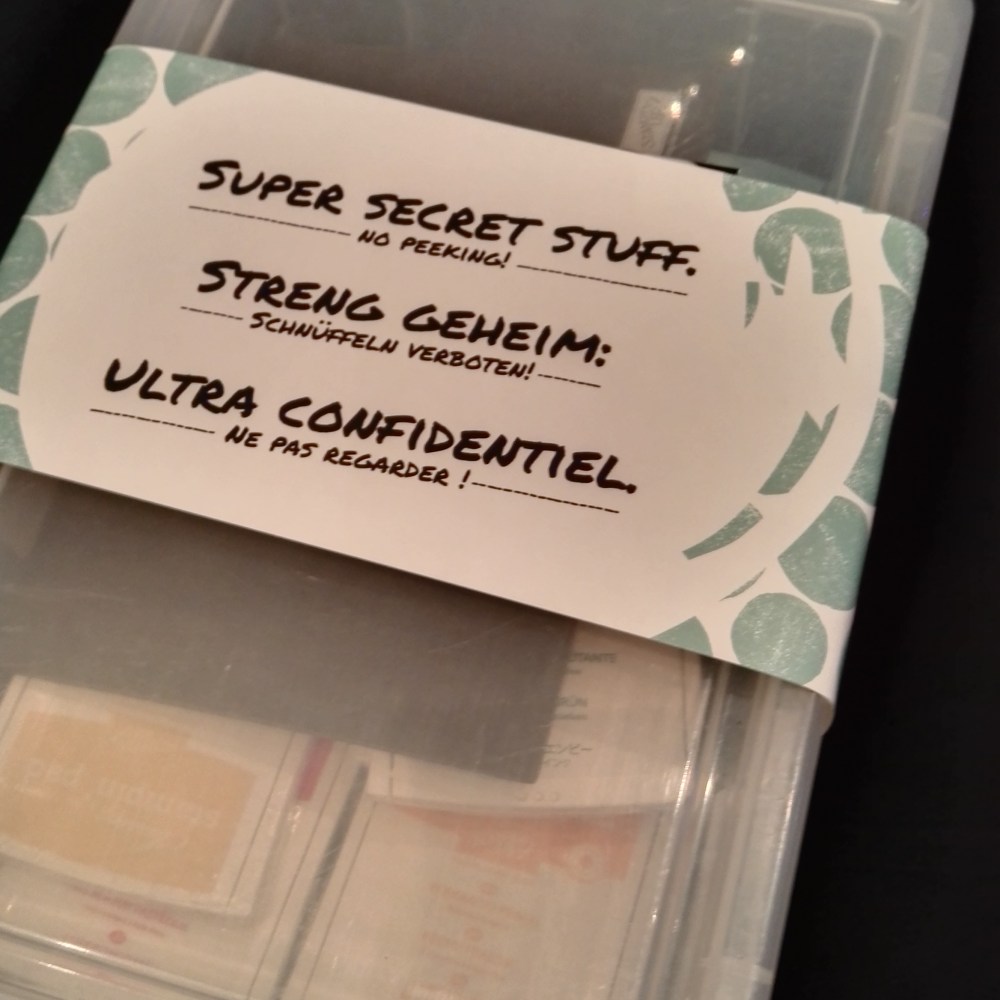 SUPER SECRET STUFF.
NO PEEKING!
STRENG GEHEIM:
SCHNÜFFELN VERBOTEN!
ULTRA CONFIDENTIEL.
NE PAS REGARDER !